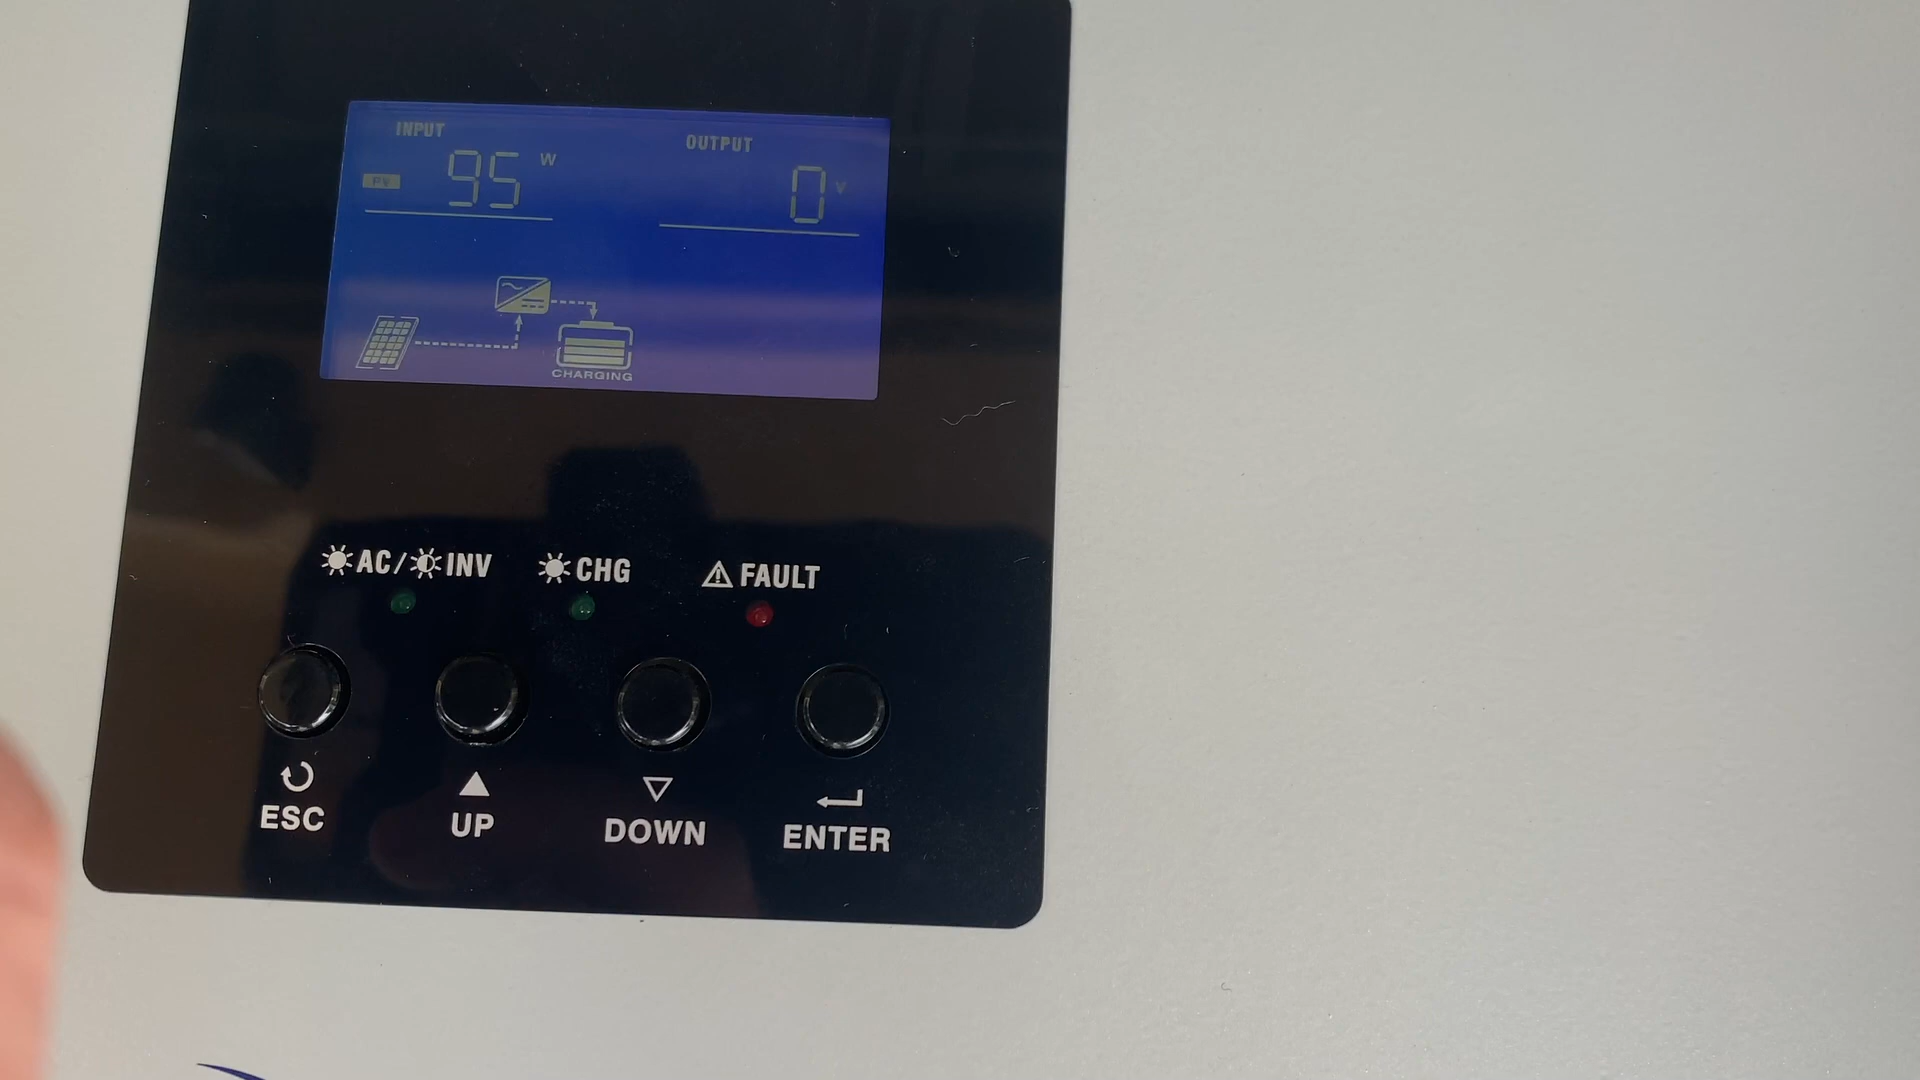 INPUT
OUTPUT
PV 95 W
0 V
CHARGING
AC/INV
CHG
FAULT
ESC
UP
DOWN
ENTER